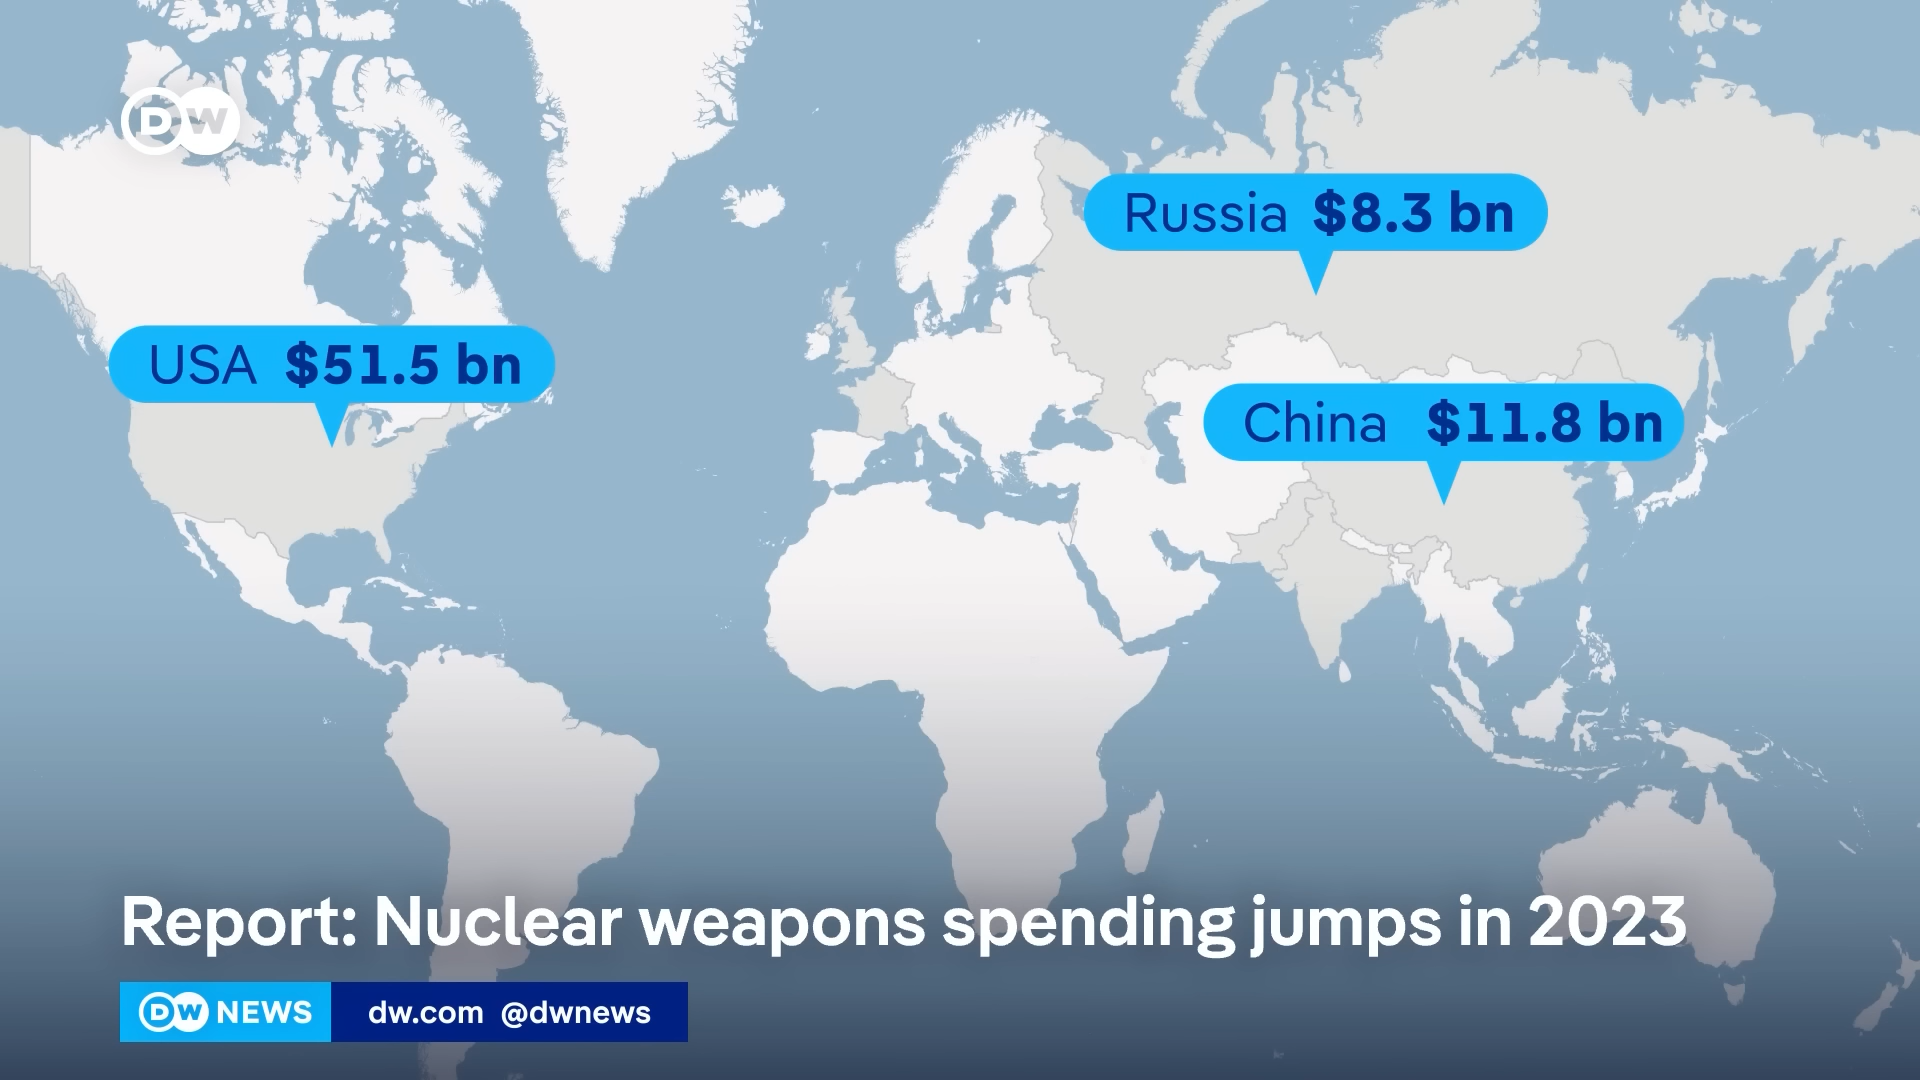 DW
Russia $8.3 bn
USA $51.5 bn
China $11.8 bn
Report: Nuclear weapons spending jumps in 2023
DW NEWS dw.com @dwnews